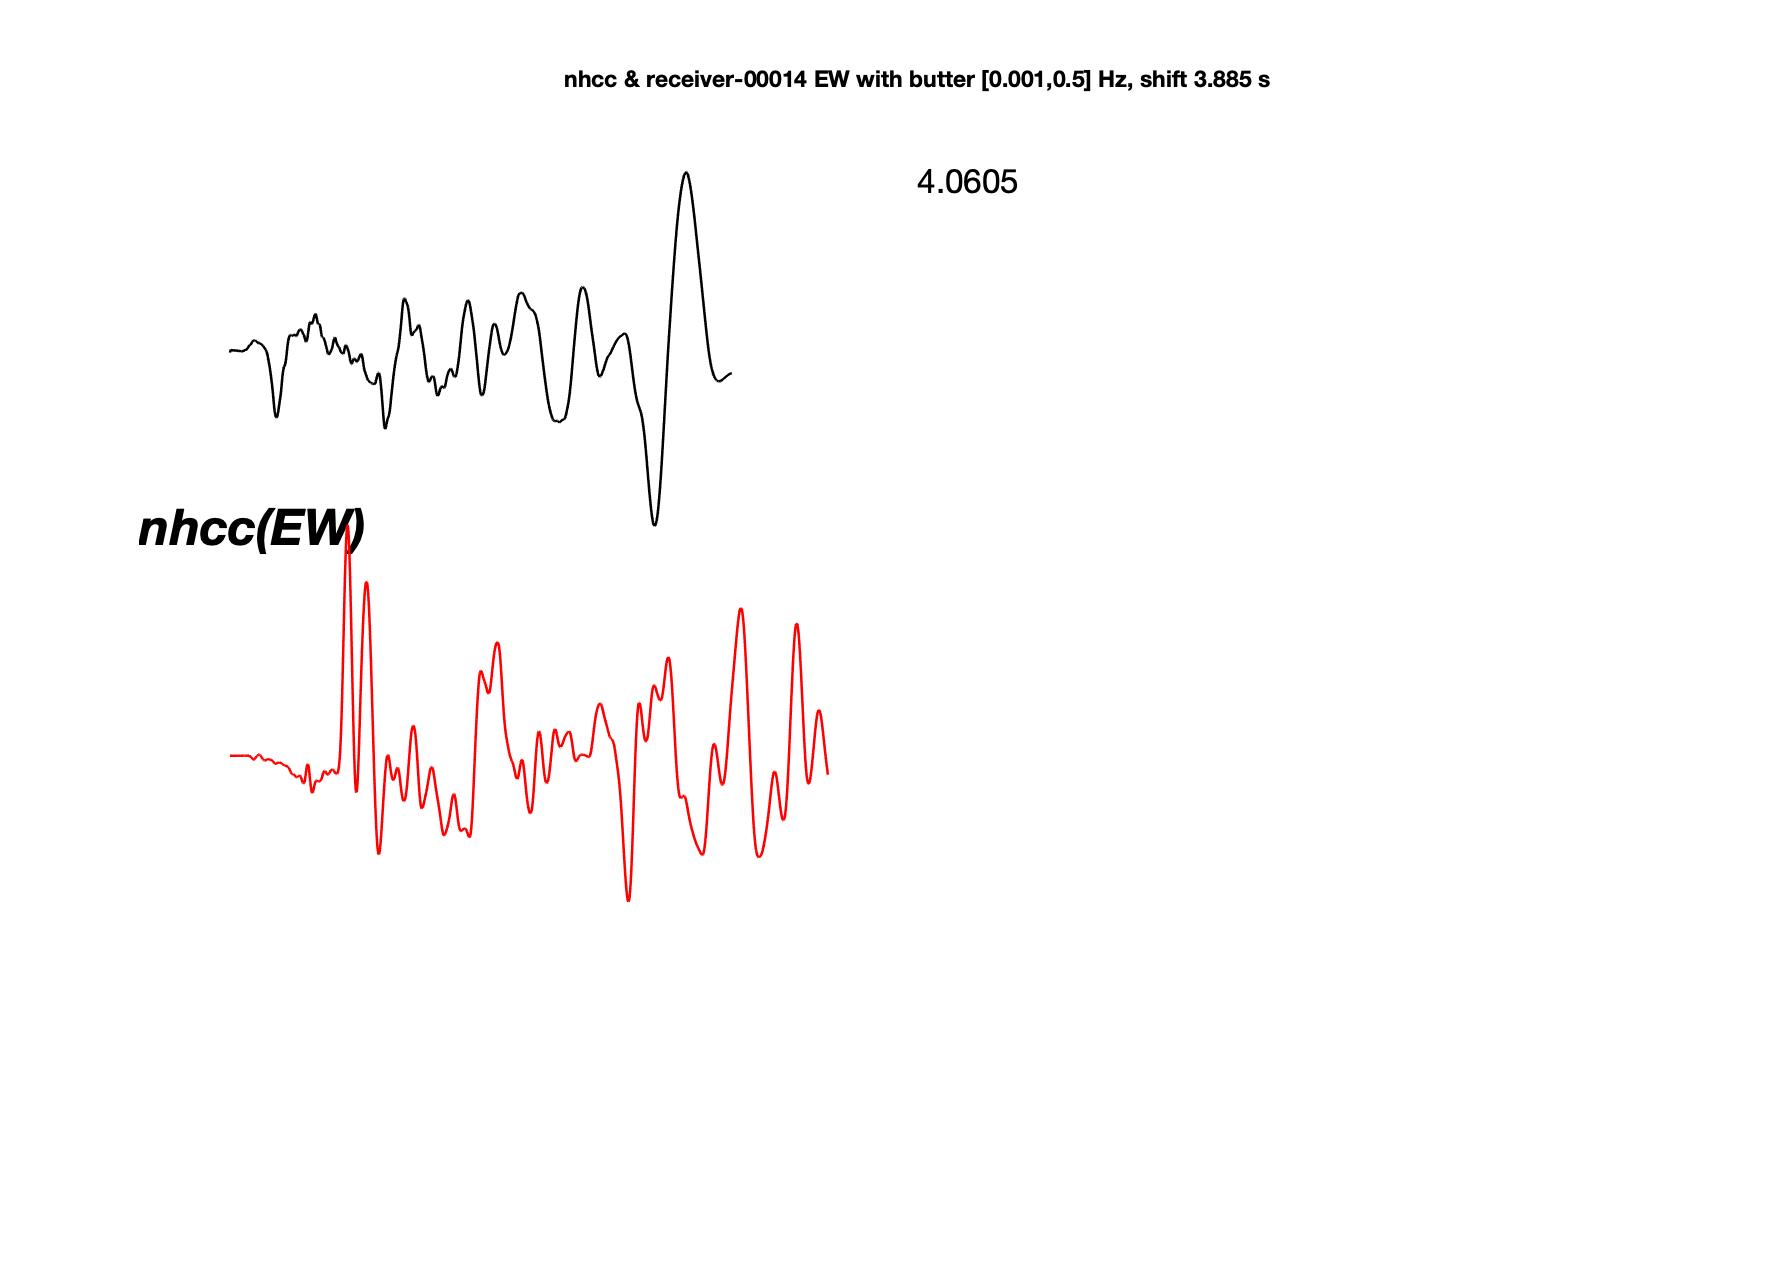 nhcc & receiver-00014 EW with butter [0.001,0.5] Hz, shift 3.885 s
4.0605
nhcc(EW)